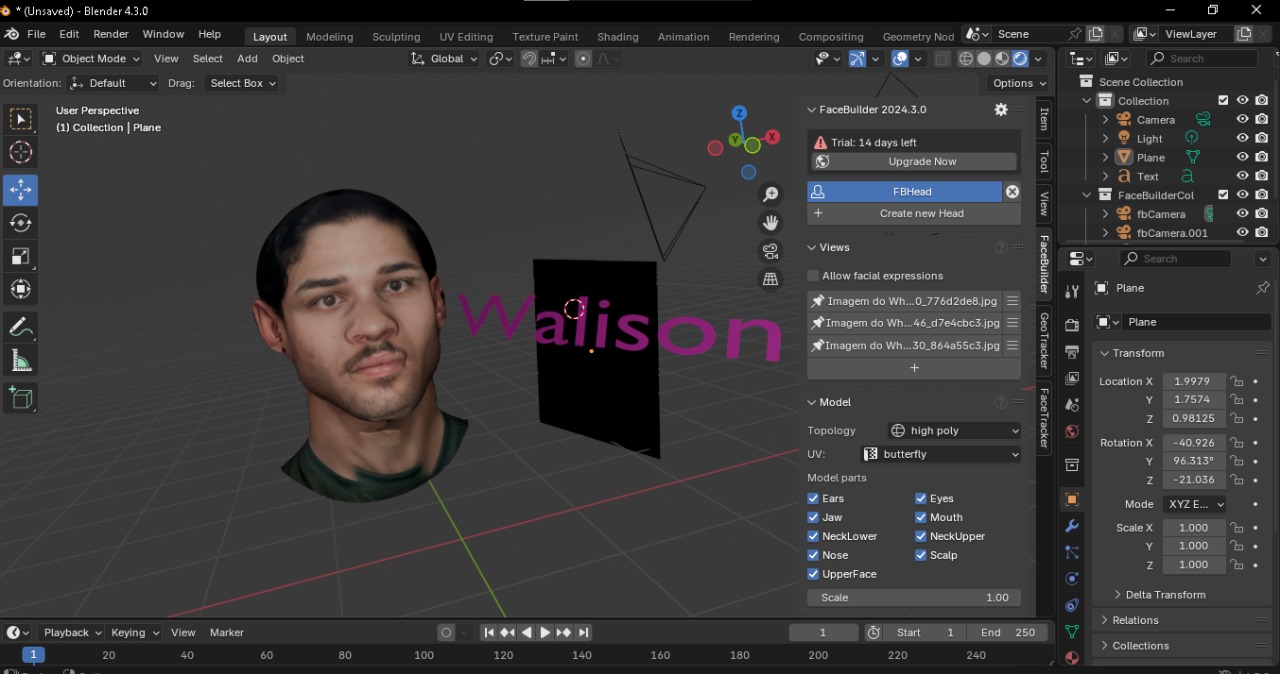 * (Unsaved) - Blender 4.3.0
File Edit Render Window Help Layout Modeling Sculpting UV Editing Texture Paint Shading Animation Rendering Compositing Geometry Nod Scene ViewLayer
Object Mode View Select Add Object Global Search
Orientation: Default Drag: Select Box Options
User Perspective
(1) Collection | Plane
Z
Y X
Walison
FaceBuilder 2024.3.0
Trial: 14 days left
Upgrade Now
FBHead
Create new Head
Views
Allow facial expressions
Imagem do Wh...0_776d2de8.jpg
Imagem do Wh...46_d7e4cbc3.jpg
Imagem do Wh...30_864a55c3.jpg
+
Model
Topology high poly
UV: butterfly
Model parts
Ears Eyes
Jaw Mouth
NeckLower NeckUpper
Nose Scalp
UpperFace
Scale 1.00
Item
Tool
View
FaceBuilder
GeoTracker
FaceTracker
Scene Collection
Collection
Camera
Light
Plane
Text
FaceBuilderCol
fbCamera
fbCamera.001
Search
Plane
Plane
Transform
Location X 1.9979
Y 1.7574
Z 0.98125
Rotation X -40.926
Y 96.313°
Z -21.036
Mode XYZ E...
Scale X 1.000
Y 1.000
Z 1.000
Delta Transform
Relations
Collections
Playback Keying View Marker 1 Start 1 End 250
1 20 40 60 80 100 120 140 160 180 200 220 240